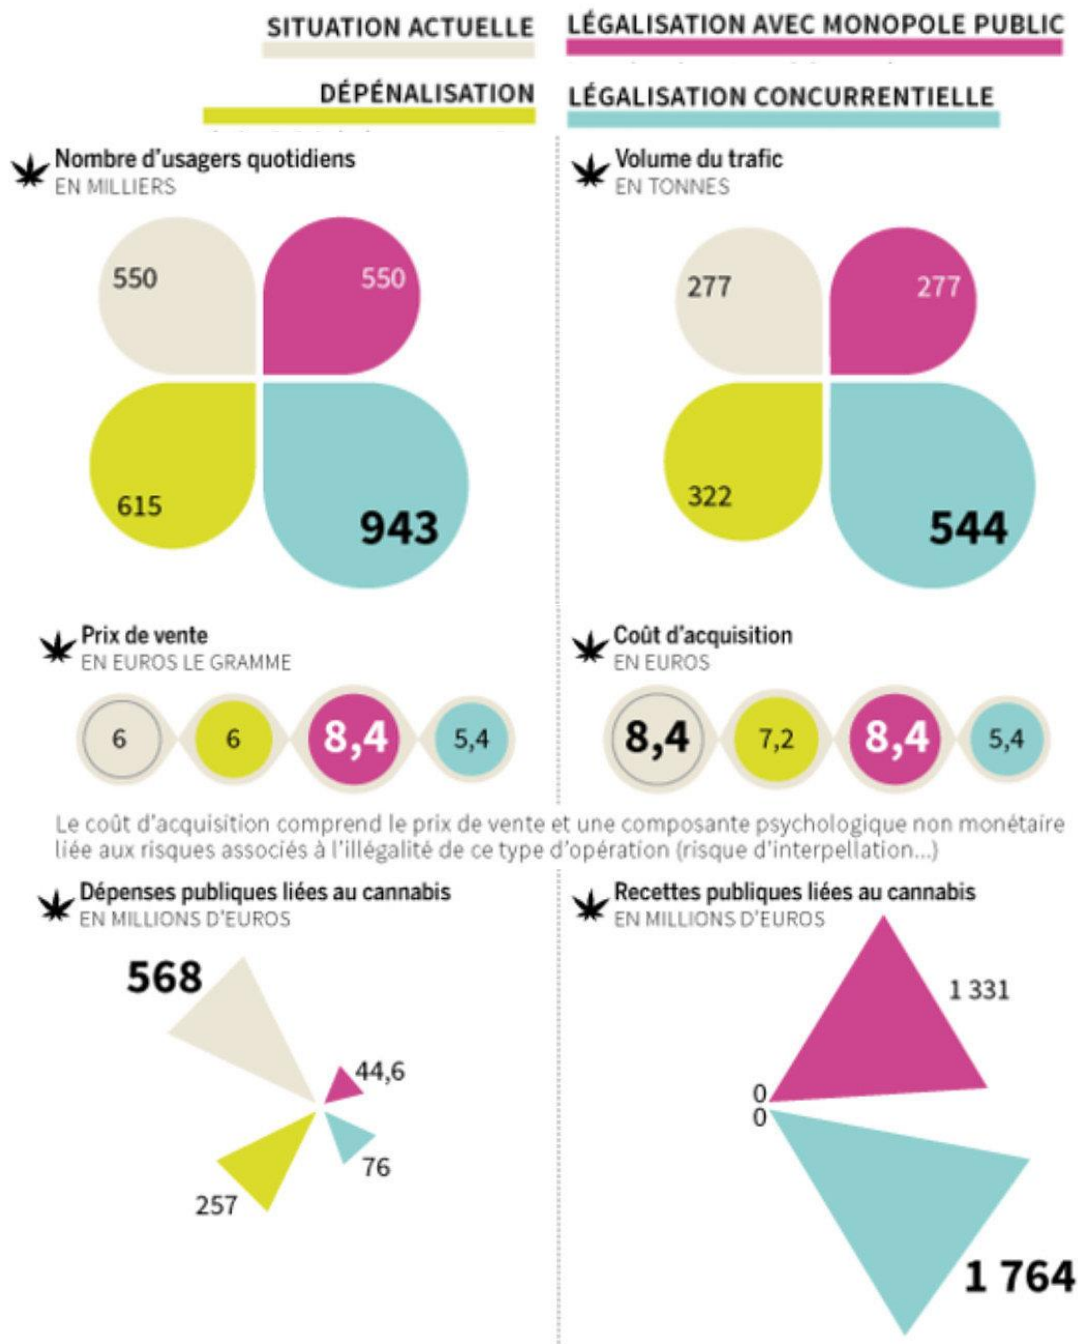 SITUATION ACTUELLE
LÉGALISATION AVEC MONOPOLE PUBLIC
DÉPÉNALISATION
LÉGALISATION CONCURRENTIELLE
Nombre d'usagers quotidiens
EN MILLIERS
550
550
615
943
Volume du trafic
EN TONNES
277
277
322
544
Prix de vente
EN EUROS LE GRAMME
6
6
8,4
5,4
Coût d'acquisition
EN EUROS
8,4
7,2
8,4
5,4
Le coût d'acquisition comprend le prix de vente et une composante psychologique non monétaire
liée aux risques associés à l'illégalité de ce type d'opération (risque d'interpellation...)
Dépenses publiques liées au cannabis
EN MILLIONS D'EUROS
568
44,6
76
257
Recettes publiques liées au cannabis
EN MILLIONS D'EUROS
1 331
0
0
1 764